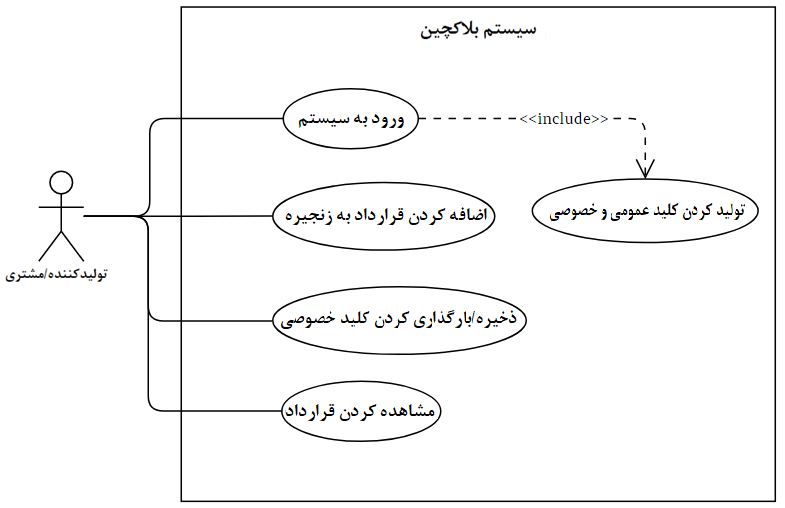 سیستم بلاکچین
ورود به سیستم
<<include>>
تولید کردن کلید عمومی و خصوصی
اضافه کردن قرارداد به زنجیره
تولیدکننده/مشتری
ذخیره/بارگذاری کردن کلید خصوصی
مشاهده کردن قرارداد